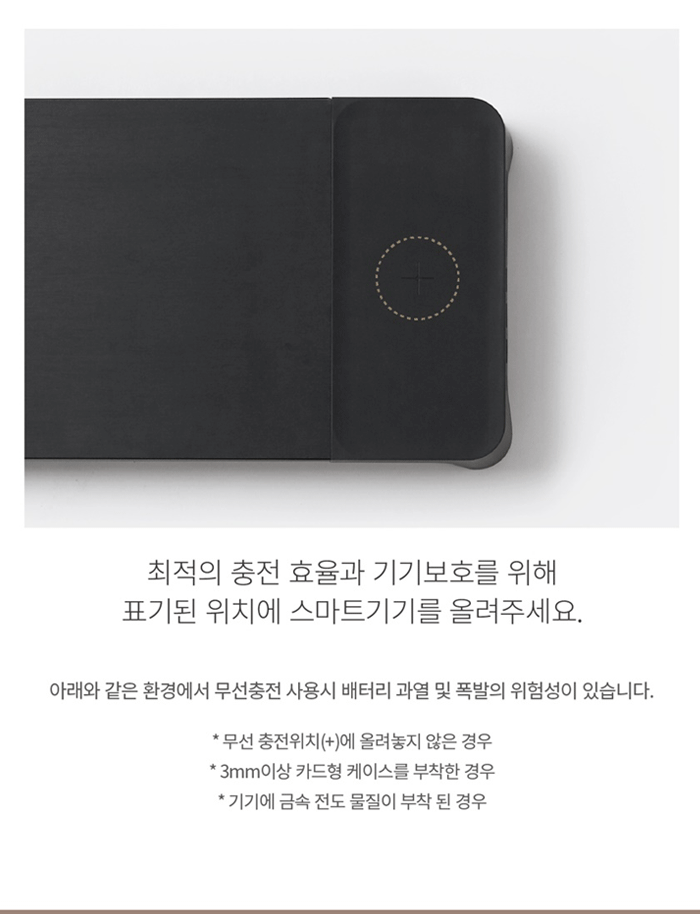 최적의 충전 효율과 기기보호를 위해
표기된 위치에 스마트기기를 올려주세요.
아래와 같은 환경에서 무선충전 사용시 배터리 과열 및 폭발의 위험성이 있습니다.
* 무선 충전위치(+)에 올려놓지 않은 경우
* 3mm이상 카드형 케이스를 부착한 경우
* 기기에 금속 전도 물질이 부착 된 경우